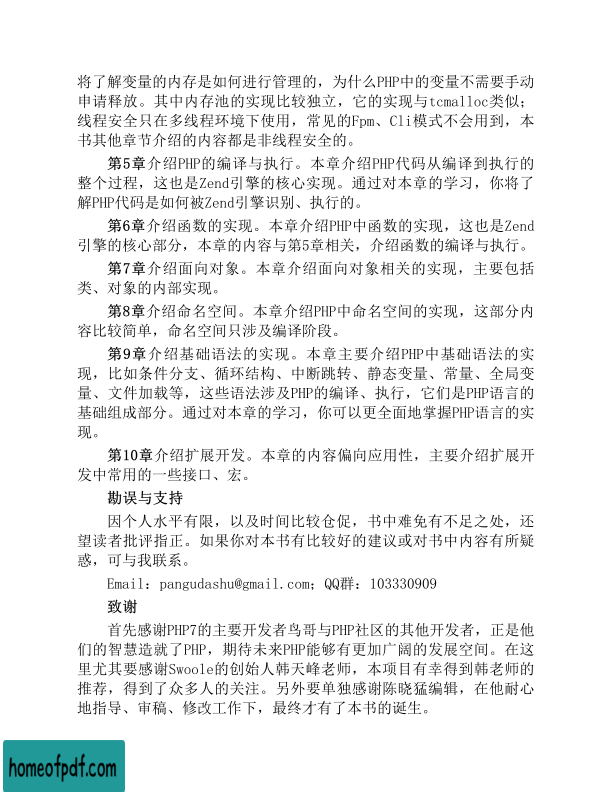 将了解变量的内存是如何进行管理的，为什么PHP中的变量不需要手动
申请释放。其中内存池的实现比较独立，它的实现与tcmalloc类似；
线程安全只在多线程环境下使用，常见的Fpm、Cli模式不会用到，本
书其他章节介绍的内容都是非线程安全的。
第5章介绍PHP的编译与执行。本章介绍PHP代码从编译到执行的
整个过程，这也是Zend引擎的核心实现。通过对本章的学习，你将了
解PHP代码是如何被Zend引擎识别、执行的。
第6章介绍函数的实现。本章介绍PHP中函数的实现，这也是Zend
引擎的核心部分，本章的内容与第5章相关，介绍函数的编译与执行。
第7章介绍面向对象。本章介绍面向对象相关的实现，主要包括
类、对象的内部实现。
第8章介绍命名空间。本章介绍PHP中命名空间的实现，这部分内
容比较简单，命名空间只涉及编译阶段。
第9章介绍基础语法的实现。本章主要介绍PHP中基础语法的实
现，比如条件分支、循环结构、中断跳转、静态变量、常量、全局变
量、文件加载等，这些语法涉及PHP的编译、执行，它们是PHP语言的
基础组成部分。通过对本章的学习，你可以更全面地掌握PHP语言的实
现。
第10章介绍扩展开发。本章的内容偏向应用性，主要介绍扩展开
发中常用的一些接口、宏。
勘误与支持
因个人水平有限，以及时间比较仓促，书中难免有不足之处，还
望读者批评指正。如果你对本书有比较好的建议或对书中内容有所疑
惑，可与我联系。
Email：pangudashu@gmail.com；QQ群：103330909
致谢
首先感谢PHP7的主要开发者鸟哥与PHP社区的其他开发者，正是他
们的智慧造就了PHP，期待未来PHP能够有更加广阔的发展空间。在这
里尤其要感谢Swoole的创始人韩天峰老师，本项目有幸得到韩老师的
推荐，得到了众多人的关注。另外要单独感谢陈晓猛编辑，在他耐心
地指导、审稿、修改工作下，最终才有了本书的诞生。
homeofpdf.com